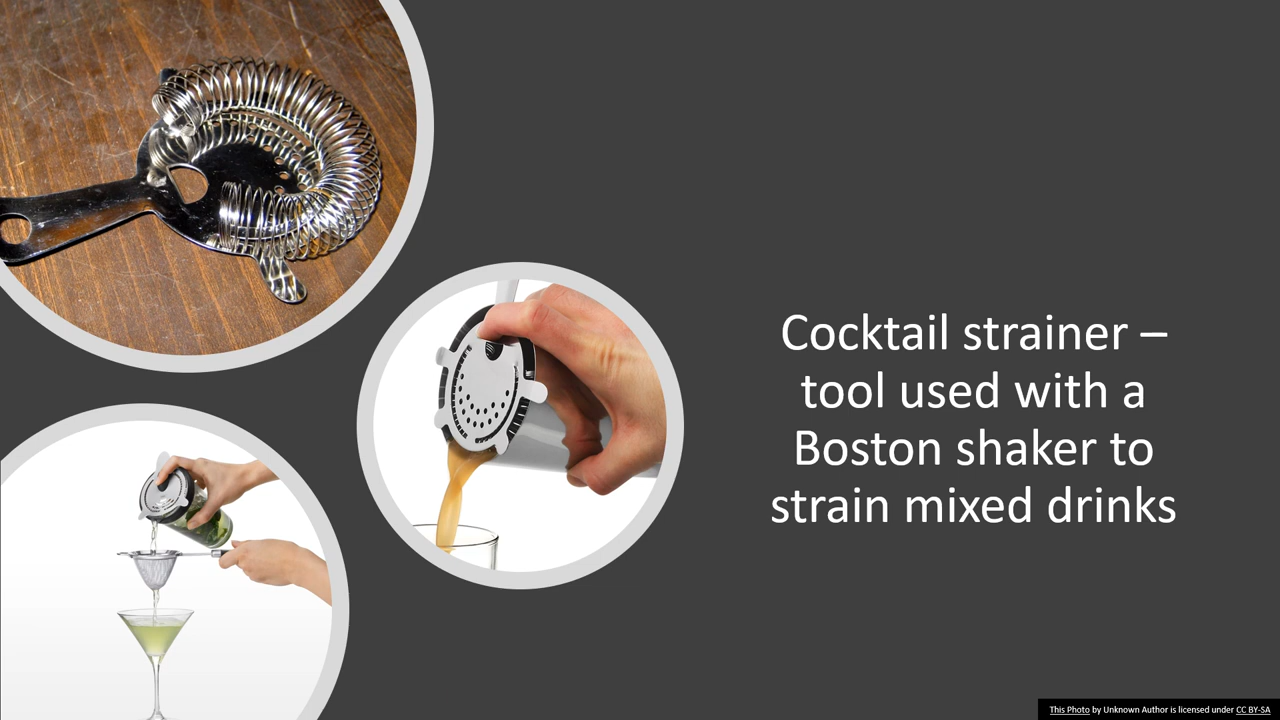 Cocktail strainer –
tool used with a
Boston shaker to
strain mixed drinks
This Photo by Unknown Author is licensed under CC BY-SA